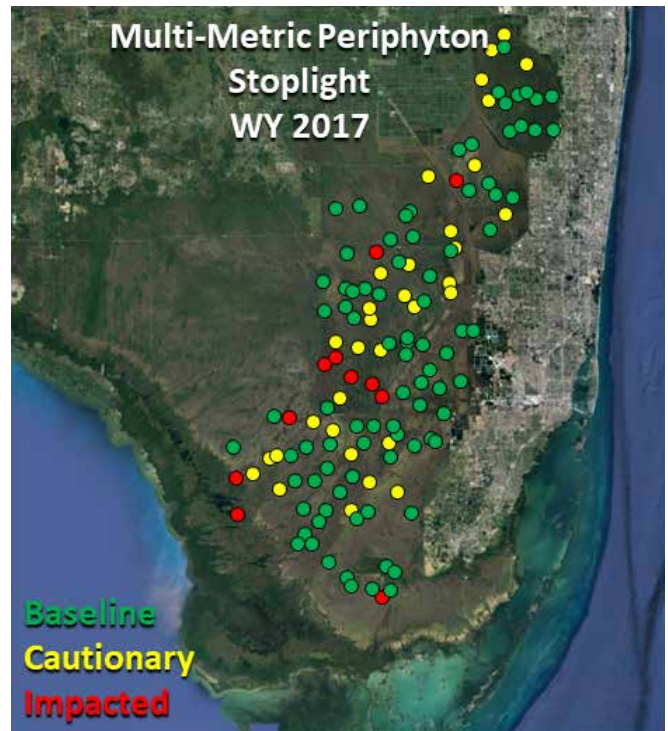 Multi-Metric Periphyton
Stoplight
WY 2017
Baseline
Cautionary
Impacted